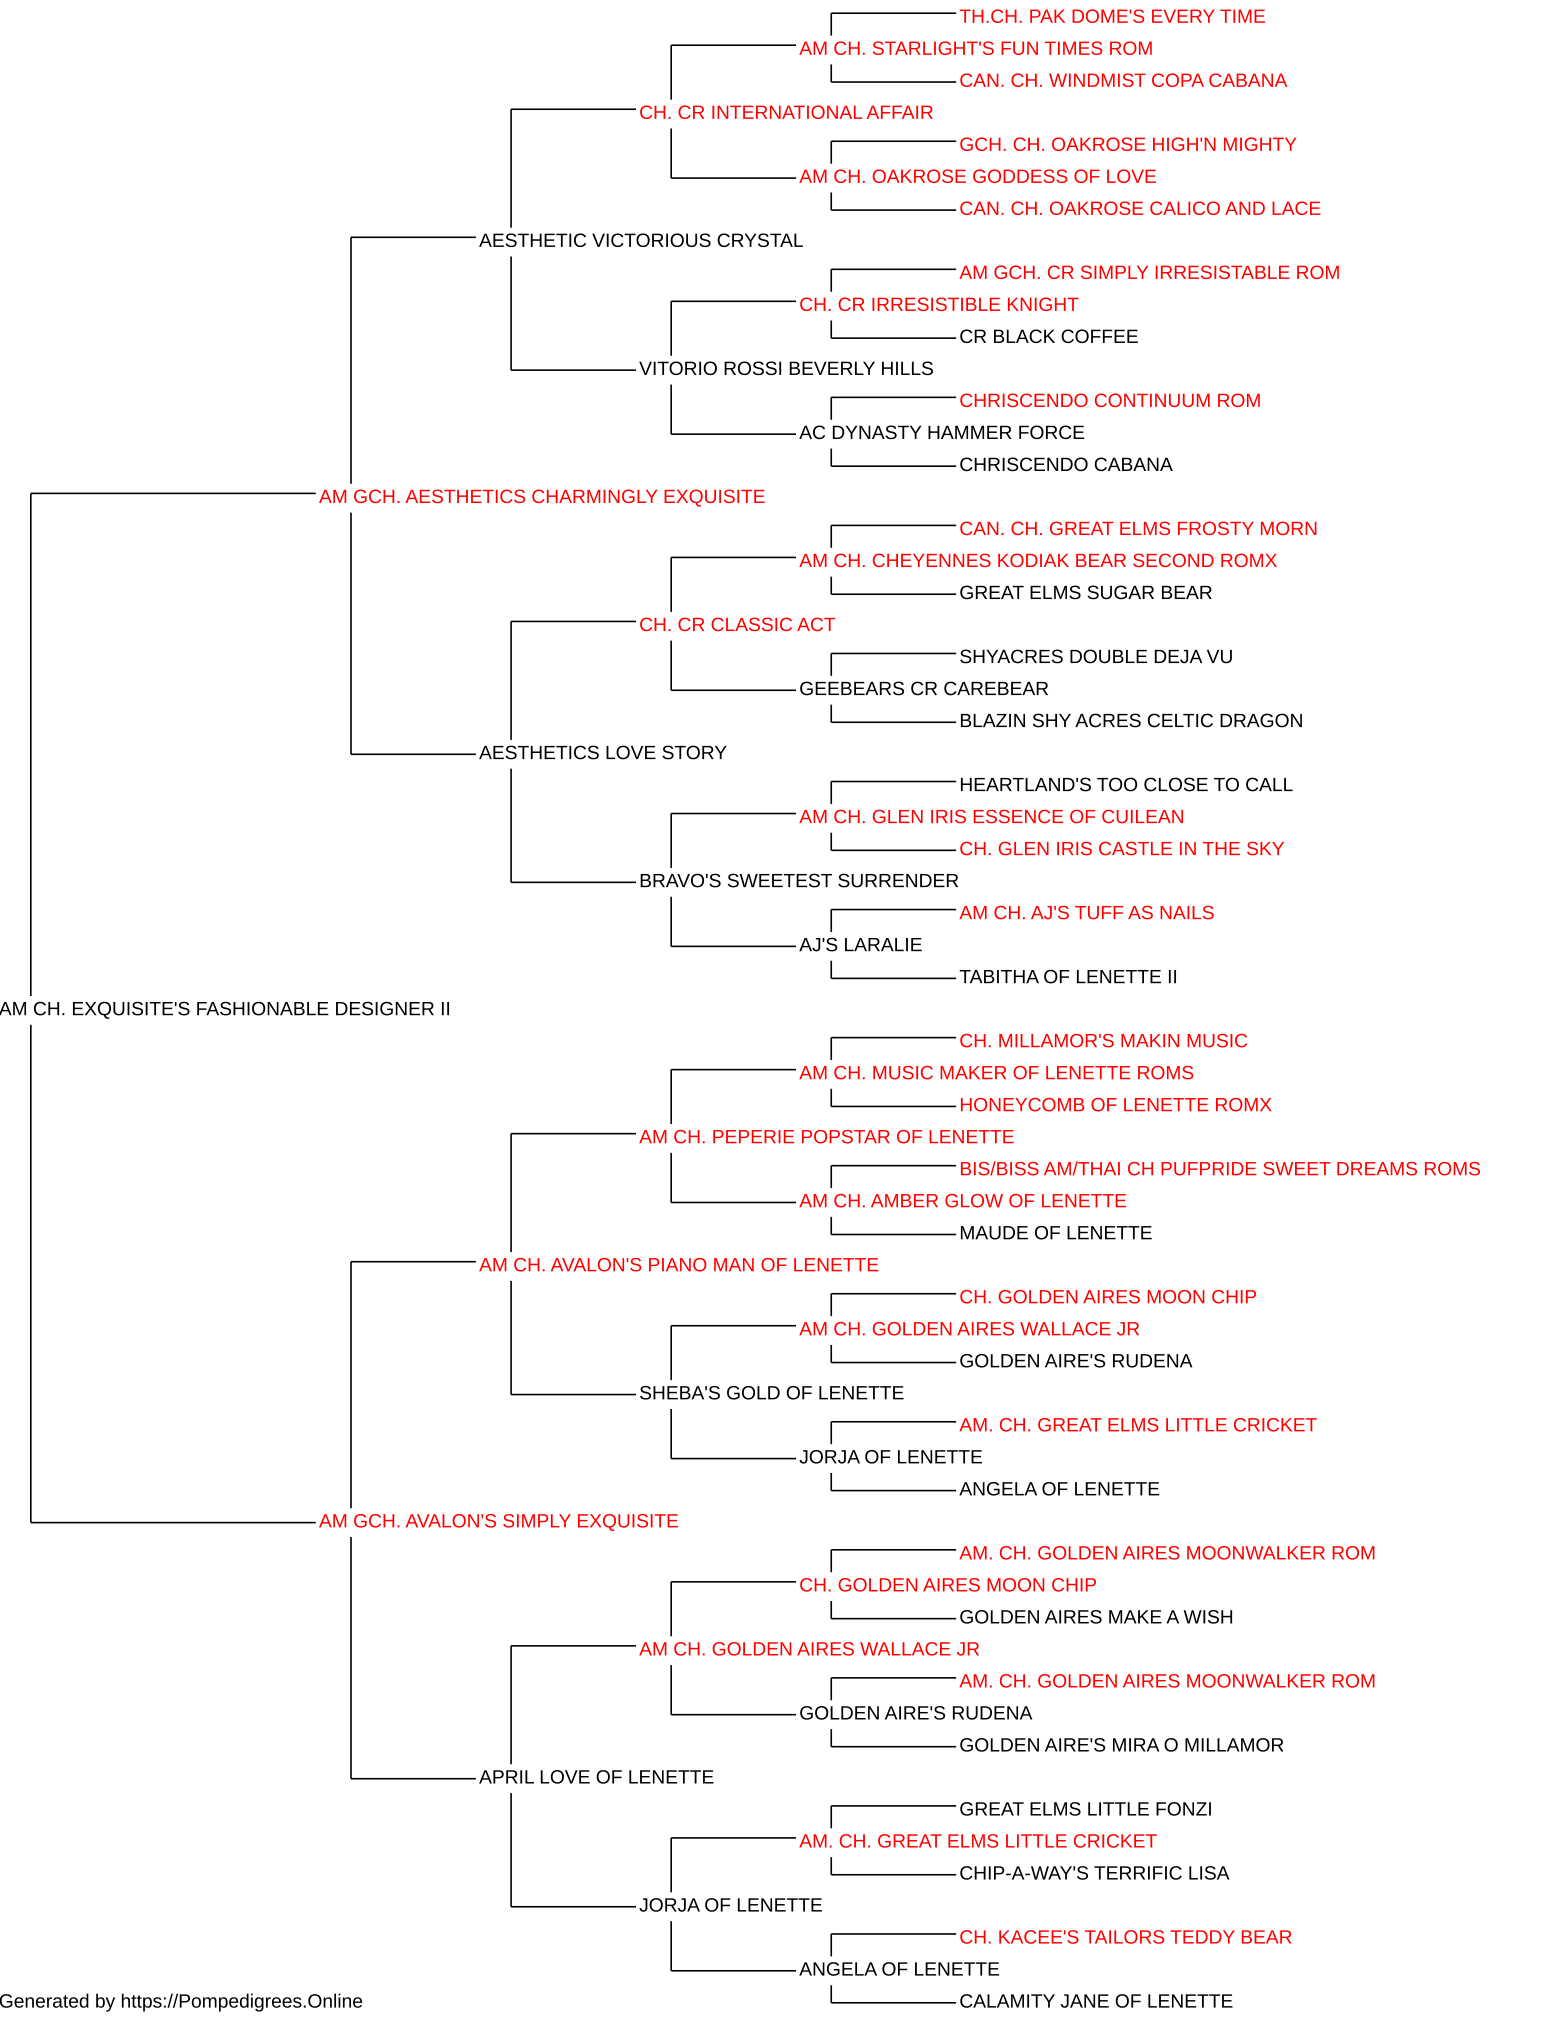 TH.CH. PAK DOME'S EVERY TIME
AM CH. STARLIGHT'S FUN TIMES ROM
CAN. CH. WINDMIST COPA CABANA
CH. CR INTERNATIONAL AFFAIR
GCH. CH. OAKROSE HIGH'N MIGHTY
AM CH. OAKROSE GODDESS OF LOVE
CAN. CH. OAKROSE CALICO AND LACE
AESTHETIC VICTORIOUS CRYSTAL
AM GCH. CR SIMPLY IRRESISTABLE ROM
CH. CR IRRESISTIBLE KNIGHT
CR BLACK COFFEE
VITORIO ROSSI BEVERLY HILLS
CHRISCENDO CONTINUUM ROM
AC DYNASTY HAMMER FORCE
CHRISCENDO CABANA
AM GCH. AESTHETICS CHARMINGLY EXQUISITE
CAN. CH. GREAT ELMS FROSTY MORN
AM CH. CHEYENNES KODIAK BEAR SECOND ROMX
GREAT ELMS SUGAR BEAR
CH. CR CLASSIC ACT
SHYACRES DOUBLE DEJA VU
GEEBEARS CR CAREBEAR
BLAZIN SHY ACRES CELTIC DRAGON
AESTHETICS LOVE STORY
HEARTLAND'S TOO CLOSE TO CALL
AM CH. GLEN IRIS ESSENCE OF CUILEAN
CH. GLEN IRIS CASTLE IN THE SKY
BRAVO'S SWEETEST SURRENDER
AM CH. AJ'S TUFF AS NAILS
AJ'S LARALIE
TABITHA OF LENETTE II
AM CH. EXQUISITE'S FASHIONABLE DESIGNER II
CH. MILLAMOR'S MAKIN MUSIC
AM CH. MUSIC MAKER OF LENETTE ROMS
HONEYCOMB OF LENETTE ROMX
AM CH. PEPERIE POPSTAR OF LENETTE
BIS/BISS AM/THAI CH PUFPRIDE SWEET DREAMS ROMS
AM CH. AMBER GLOW OF LENETTE
MAUDE OF LENETTE
AM CH. AVALON'S PIANO MAN OF LENETTE
CH. GOLDEN AIRES MOON CHIP
AM CH. GOLDEN AIRES WALLACE JR
GOLDEN AIRE'S RUDENA
SHEBA'S GOLD OF LENETTE
AM. CH. GREAT ELMS LITTLE CRICKET
JORJA OF LENETTE
ANGELA OF LENETTE
AM GCH. AVALON'S SIMPLY EXQUISITE
AM. CH. GOLDEN AIRES MOONWALKER ROM
CH. GOLDEN AIRES MOON CHIP
GOLDEN AIRES MAKE A WISH
AM CH. GOLDEN AIRES WALLACE JR
AM. CH. GOLDEN AIRES MOONWALKER ROM
GOLDEN AIRE'S RUDENA
GOLDEN AIRE'S MIRA O MILLAMOR
APRIL LOVE OF LENETTE
GREAT ELMS LITTLE FONZI
AM. CH. GREAT ELMS LITTLE CRICKET
CHIP-A-WAY'S TERRIFIC LISA
JORJA OF LENETTE
CH. KACEE'S TAILORS TEDDY BEAR
ANGELA OF LENETTE
CALAMITY JANE OF LENETTE
Generated by https://Pompedigrees.Online